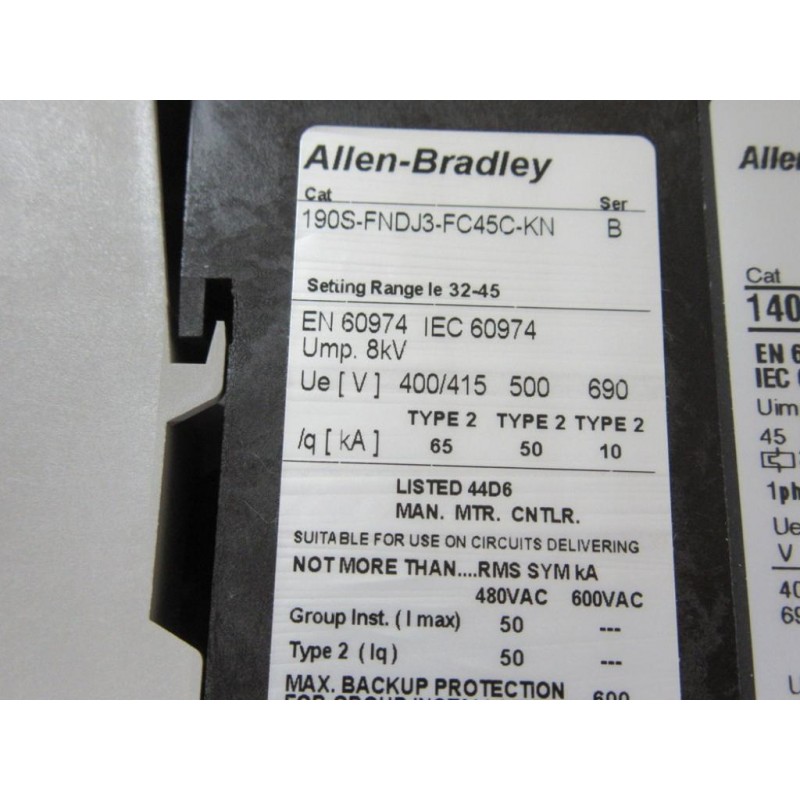 Allen-Bradley
Cat Ser
190S-FNDJ3-FC45C-KN B
Setting Range Ie 32-45
EN 60974 IEC 60974
Ump. 8kV
Ue [ V ] 400/415 500 690
TYPE 2 TYPE 2 TYPE 2
Iq [ kA ] 65 50 10
LISTED 44D6
MAN. MTR. CNTLR.
SUITABLE FOR USE ON CIRCUITS DELIVERING
NOT MORE THAN....RMS SYM kA
480VAC 600VAC
Group Inst. ( I max) 50 ---
Type 2 ( Iq ) 50 ---
MAX. BACKUP PROTECTION
FOR GROUP 600
Alle
Cat
140
EN 6
IEC
Uim
45
1ph
Ue
V
40
69
U